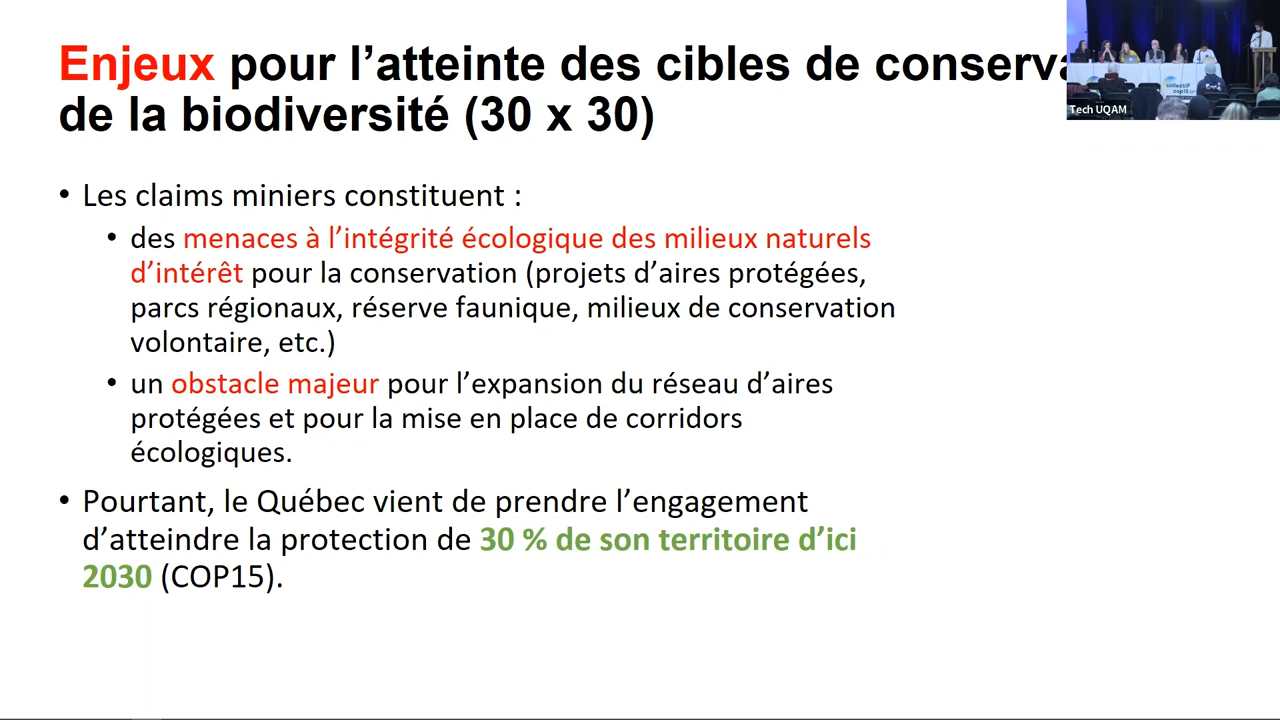 Enjeux pour l’atteinte des cibles de
de la biodiversité (30 x 30)
• Les claims miniers constituent :
• des menaces à l’intégrité écologique des milieux naturels
d’intérêt pour la conservation (projets d’aires protégées,
parcs régionaux, réserve faunique, milieux de conservation
volontaire, etc.)
• un obstacle majeur pour l’expansion du réseau d’aires
protégées et pour la mise en place de corridors
écologiques.
• Pourtant, le Québec vient de prendre l’engagement
d’atteindre la protection de 30 % de son territoire d’ici
2030 (COP15).
collectif
cop15
Tech UQAM